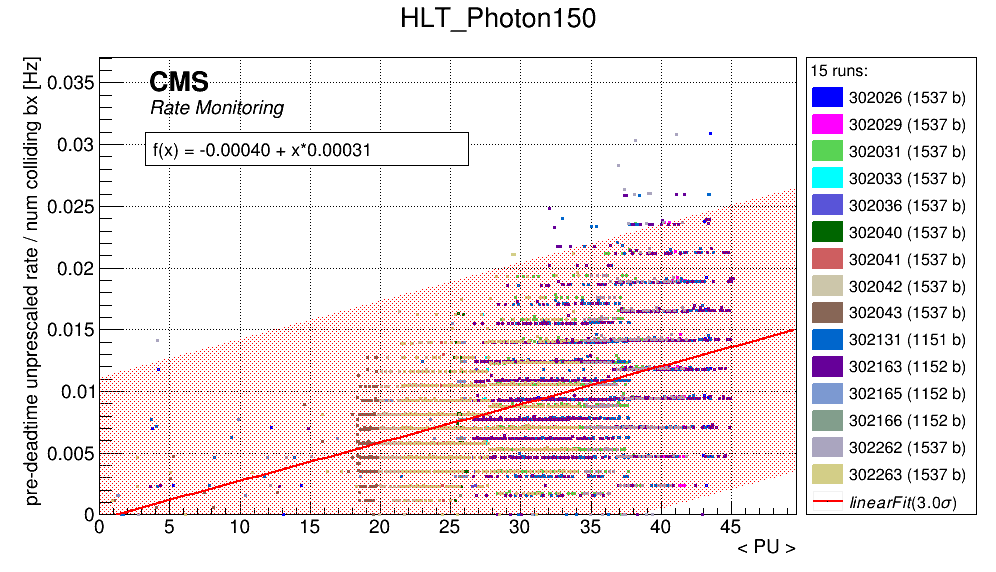 HLT_Photon150
pre-deadtime unprescaled rate / num colliding bx [Hz]
0.035
0.03
0.025
0.02
0.015
0.01
0.005
0
CMS
Rate Monitoring
f(x) = -0.00040 + x*0.00031
0 5 10 15 20 25 30 35 40 45
< PU >
15 runs:
302026 (1537 b)
302029 (1537 b)
302031 (1537 b)
302033 (1537 b)
302036 (1537 b)
302040 (1537 b)
302041 (1537 b)
302042 (1537 b)
302043 (1537 b)
302131 (1151 b)
302163 (1152 b)
302165 (1152 b)
302166 (1152 b)
302262 (1537 b)
302263 (1537 b)
linearFit(3.0σ)